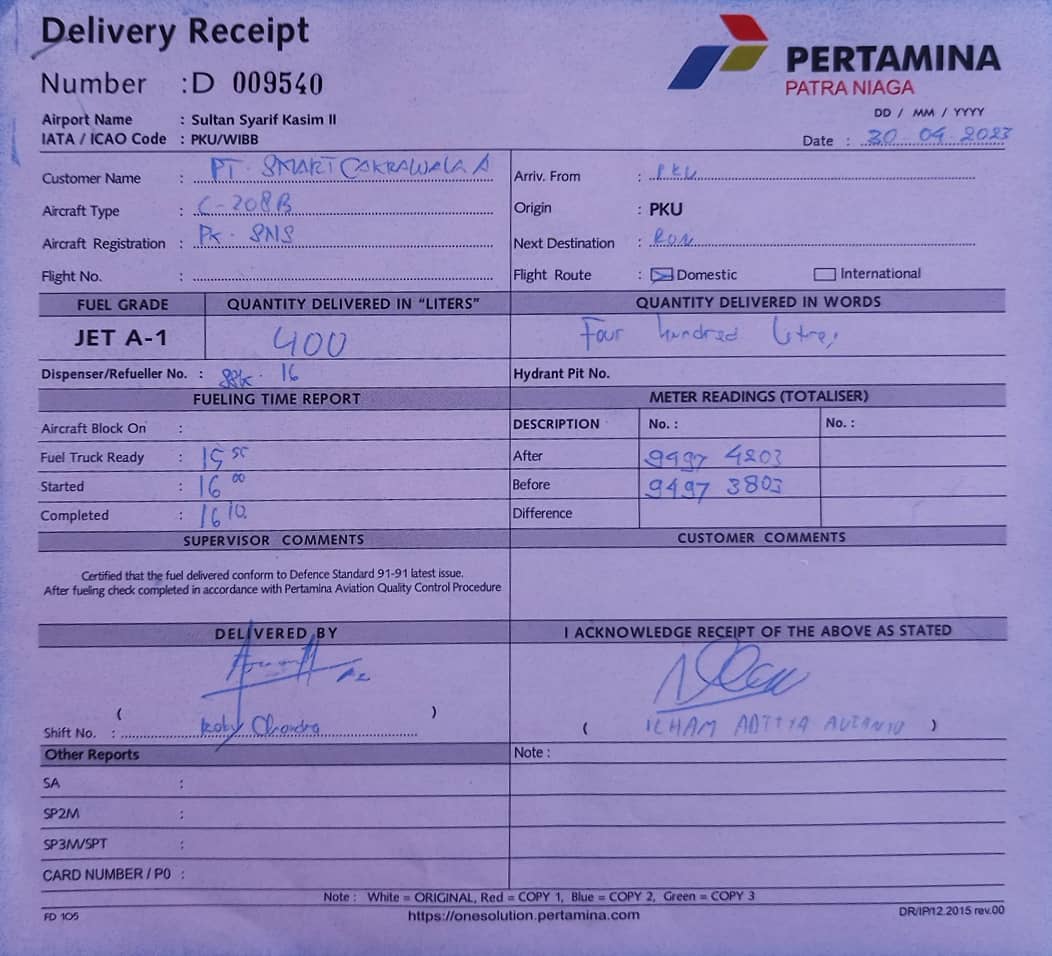 Delivery Receipt
Number :D 009540
PERTAMINA
PATRA NIAGA
Airport Name : Sultan Syarif Kasim II
IATA / ICAO Code : PKU/WIBB
DD / MM / YYYY
Date : 30 04 2023
Customer Name : PT. SMART CAKRAWALA A
Arriv. From : PKU
Aircraft Type : C-208B
Origin : PKU
Aircraft Registration : PK. SNS
Next Destination : RON
Flight No. :
Flight Route : Domestic International
FUEL GRADE QUANTITY DELIVERED IN "LITERS" QUANTITY DELIVERED IN WORDS
JET A-1 400 Four hundred litres
Dispenser/Refueller No. : 16 Hydrant Pit No.
FUELING TIME REPORT METER READINGS (TOTALISER)
Aircraft Block On : DESCRIPTION No. : No. :
Fuel Truck Ready : 15 55 After 9497 4203
Started : 16 00 Before 9497 3803
Completed : 16 10 Difference
SUPERVISOR COMMENTS CUSTOMER COMMENTS
Certified that the fuel delivered conform to Defence Standard 91-91 latest issue.
After fueling check completed in accordance with Pertamina Aviation Quality Control Procedure
DELIVERED BY I ACKNOWLEDGE RECEIPT OF THE ABOVE AS STATED
( )
Shift No. : Roby Chandra ( ILHAM ADITYA )
Other Reports Note :
SA :
SP2M :
SP3M/SPT :
CARD NUMBER / PO :
Note : White = ORIGINAL, Red = COPY 1, Blue = COPY 2, Green = COPY 3
FD 105 https://onesolution.pertamina.com DR/IP/12.2015 rev.00